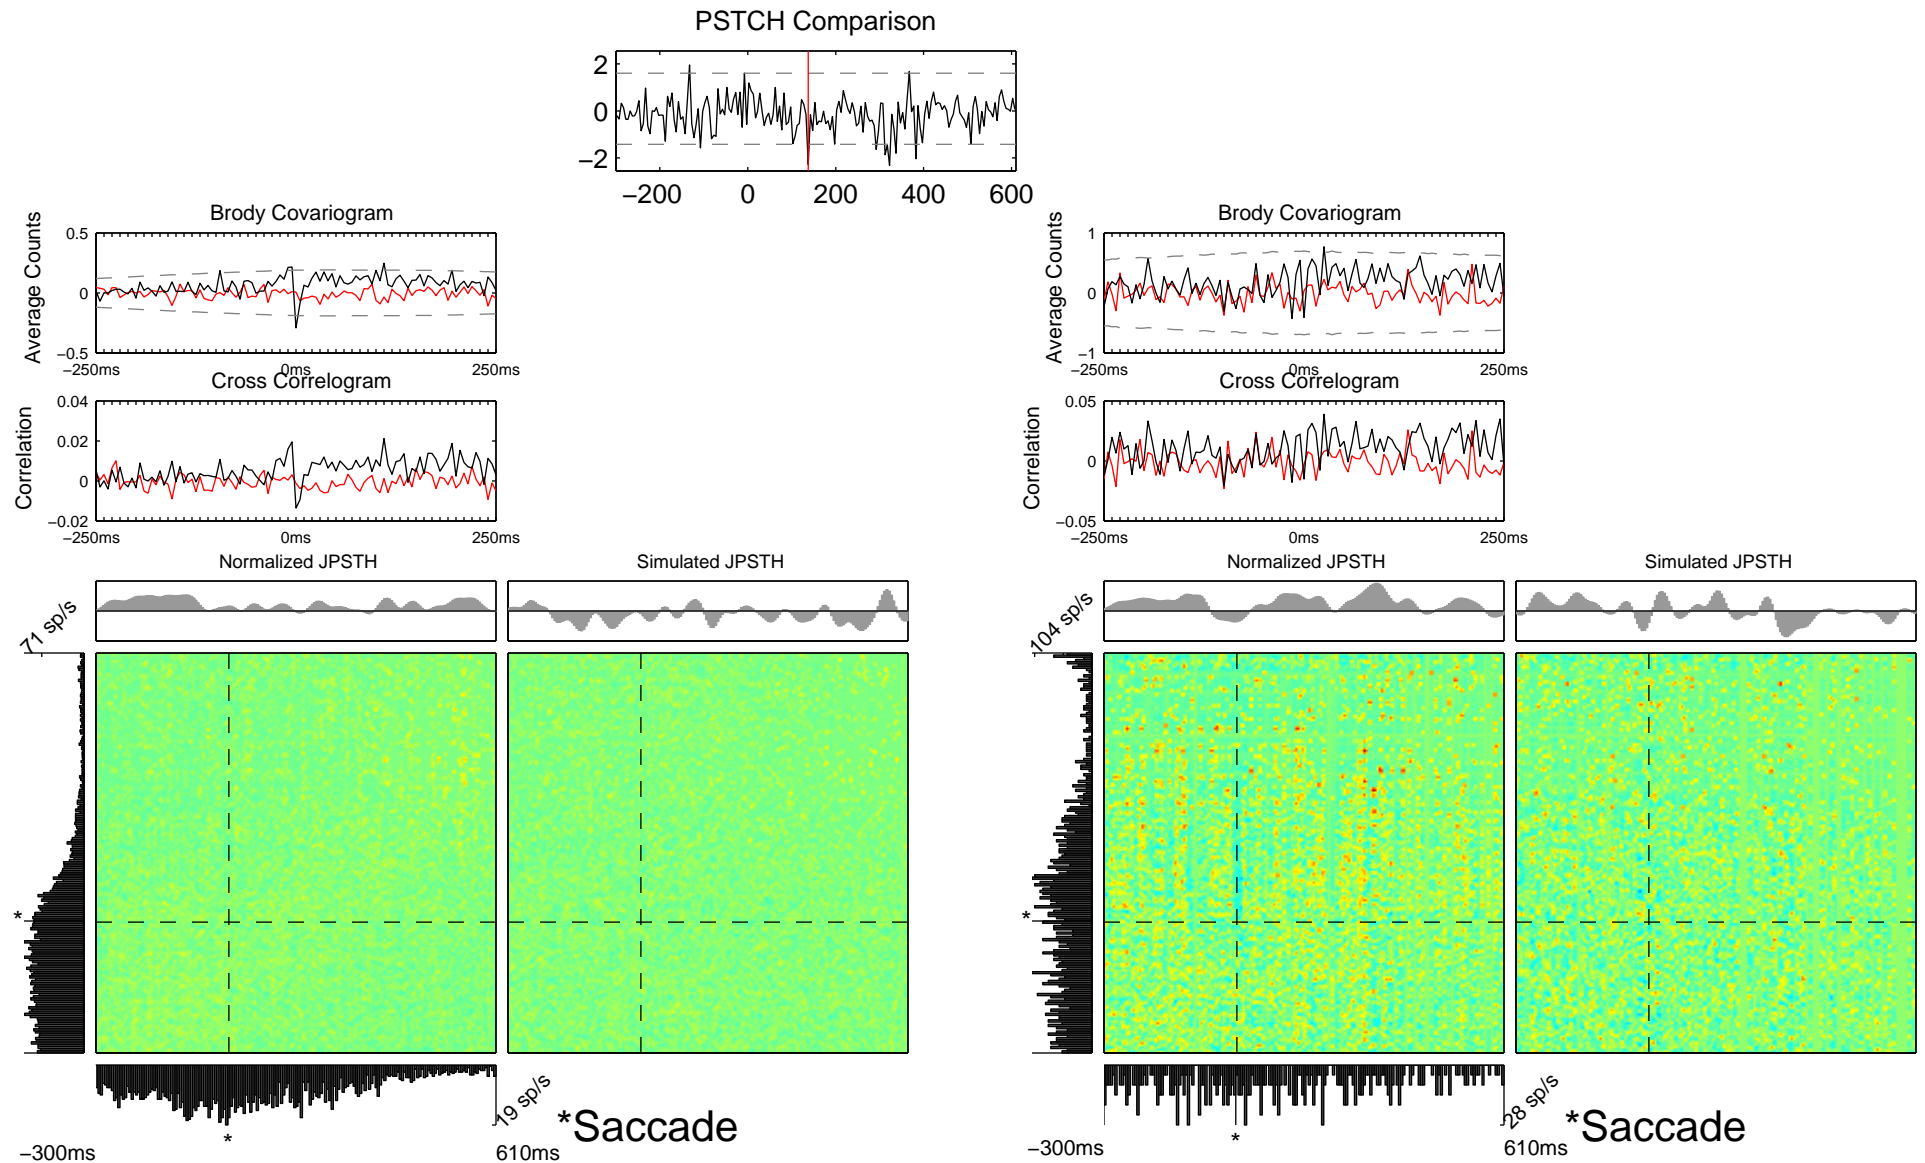 PSTCH Comparison
2
0
−2
−200 0 200 400 600
Brody Covariogram
Average Counts
0.5
0
−0.5
−250ms 0ms 250ms
Cross Correlogram
Correlation
0.04
0.02
0
−0.02
−250ms 0ms 250ms
Normalized JPSTH Simulated JPSTH
71 sp/s
*
*
19 sp/s
*Saccade
−300ms 610ms
Brody Covariogram
Average Counts
1
0
−1
−250ms 0ms 250ms
Cross Correlogram
Correlation
0.05
0
−0.05
−250ms 0ms 250ms
Normalized JPSTH Simulated JPSTH
104 sp/s
*
*
28 sp/s
*Saccade
−300ms 610ms